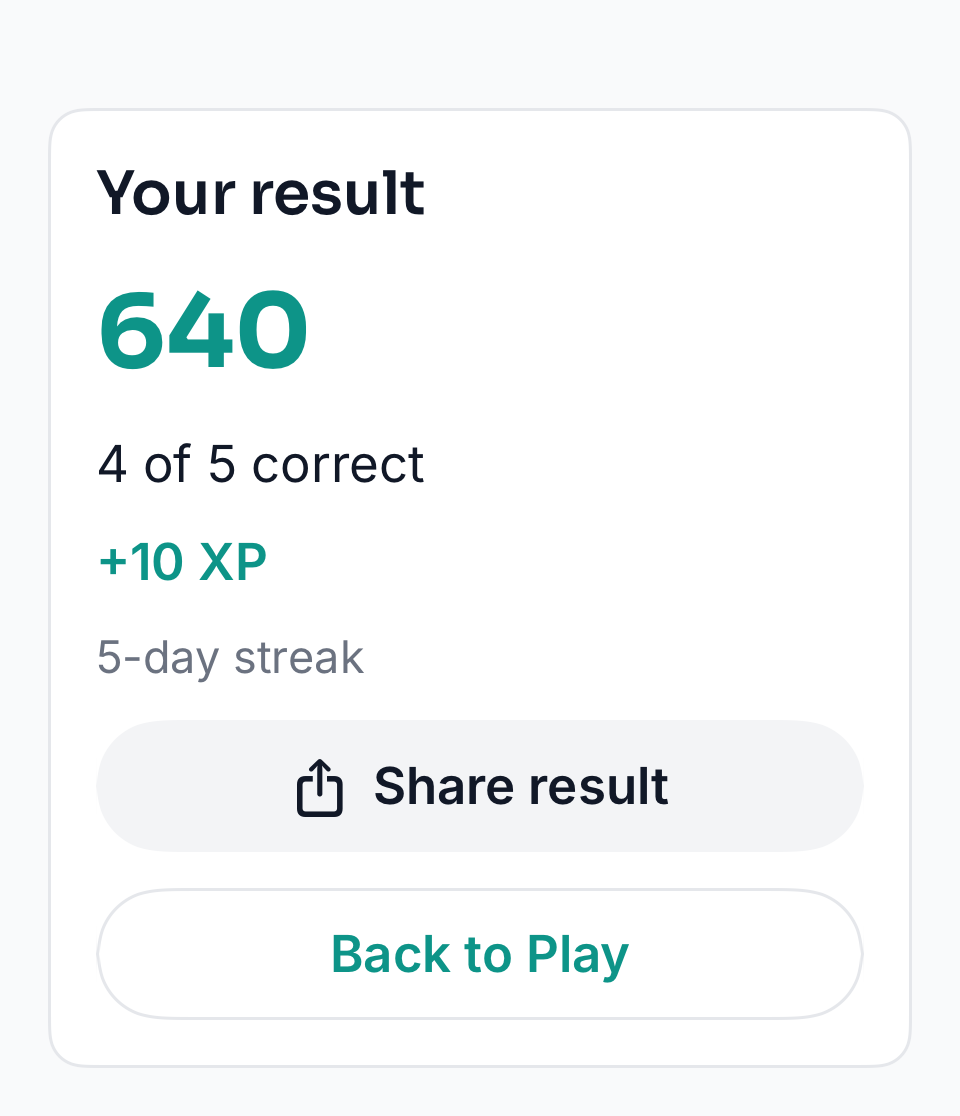 Your result
640
4 of 5 correct
+10 XP
5-day streak
Share result
Back to Play